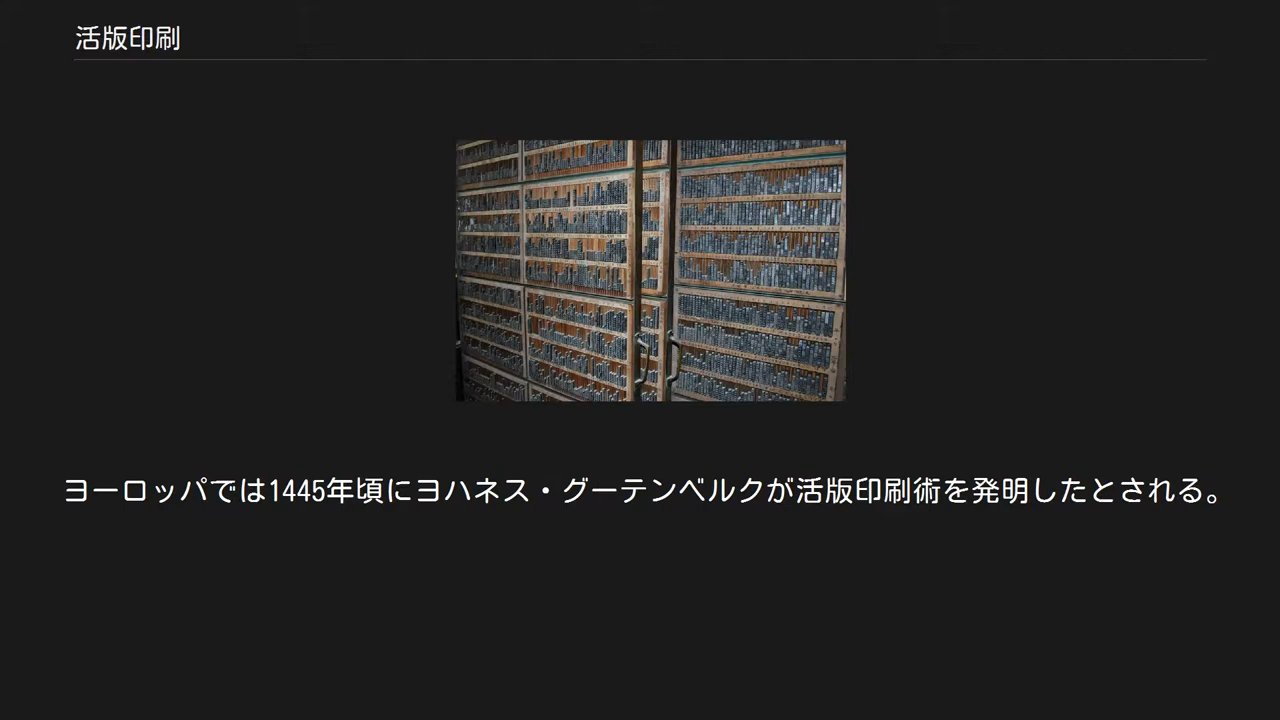 活版印刷
ヨーロッパでは1445年頃にヨハネス・グーテンベルクが活版印刷術を発明したとされる。